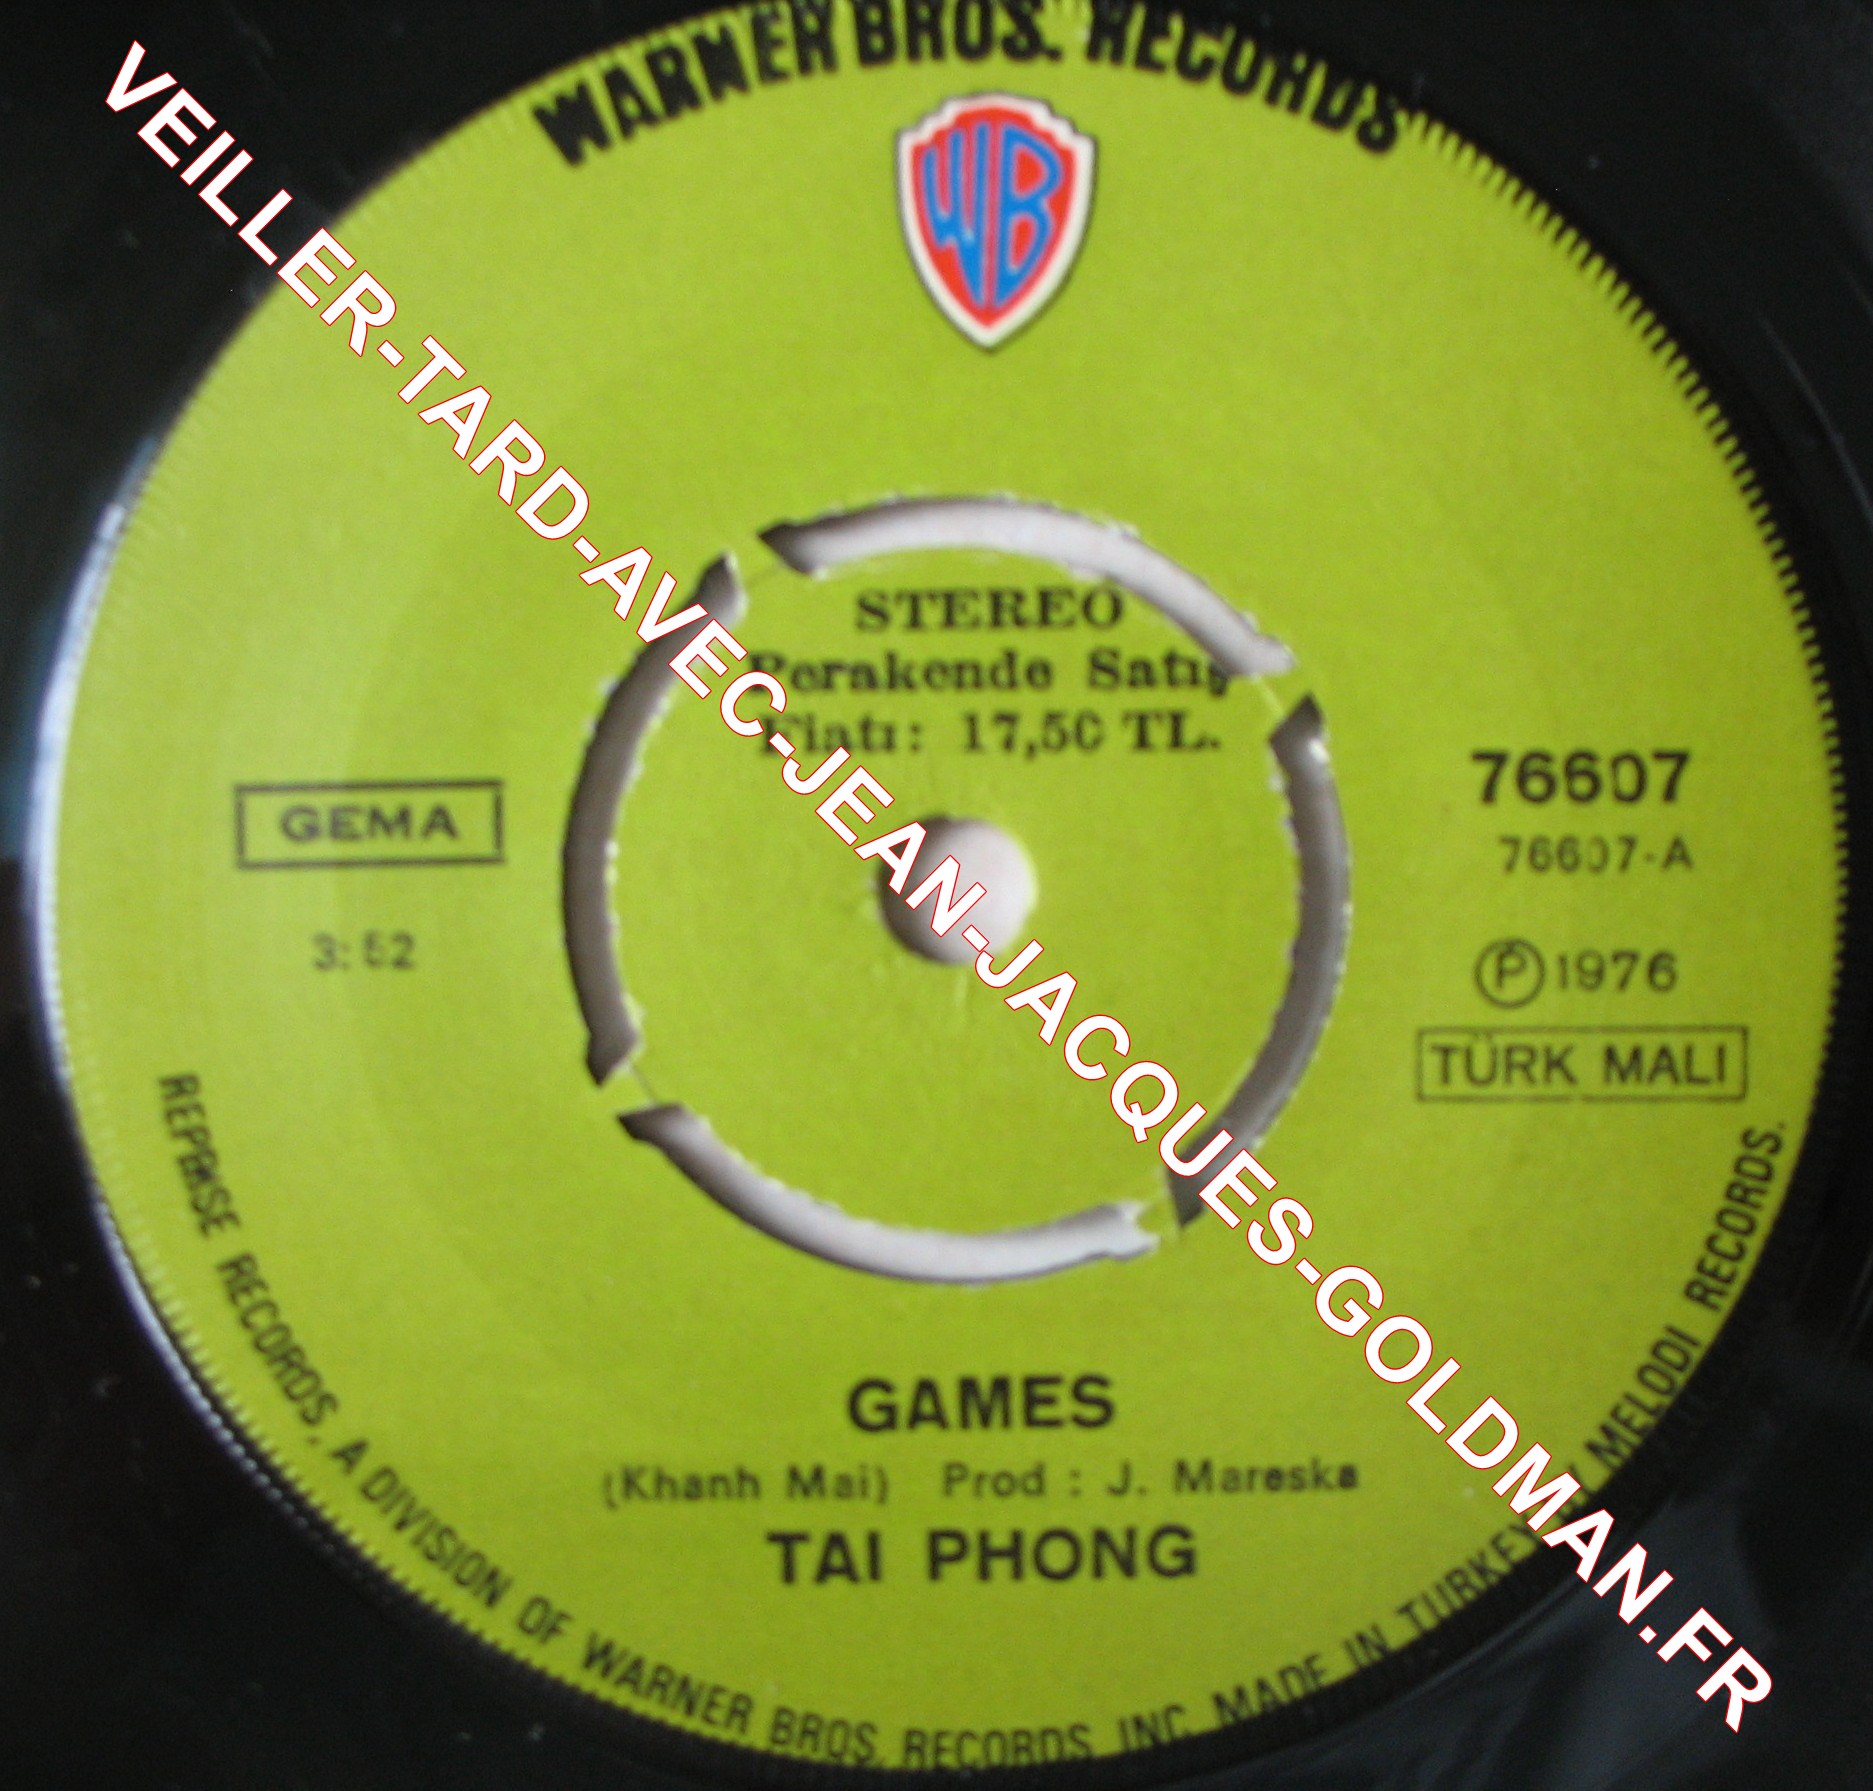 WARNER BROS. RECORDS
WB
VEILLER-TARD-AVEC-JEAN-JACQUES-GOLDMAN.FR
STEREO
Perakende Satış
Fiatı: 17,50 TL.
GEMA
3:52
76607
76607-A
Ⓟ 1976
TÜRK MALI
GAMES
(Khanh Mai) Prod : J. Mareska
TAI PHONG
REPRISE RECORDS, A DIVISION OF WARNER BROS. RECORDS INC. MADE IN TURKEY BY MELODI RECORDS.